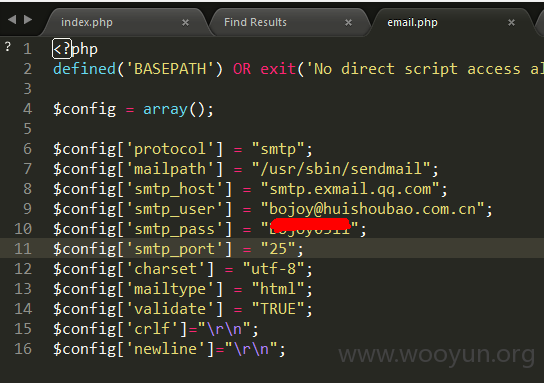 index.php × Find Results × email.php ×
? 1 <?php
2 defined('BASEPATH') OR exit('No direct script access al
3
4 $config = array();
5
6 $config['protocol'] = "smtp";
7 $config['mailpath'] = "/usr/sbin/sendmail";
8 $config['smtp_host'] = "smtp.exmail.qq.com";
9 $config['smtp_user'] = "bojoy@huishoubao.com.cn";
10 $config['smtp_pass'] = "";
11 $config['smtp_port'] = "25";
12 $config['charset'] = "utf-8";
13 $config['mailtype'] = "html";
14 $config['validate'] = "TRUE";
15 $config['crlf']="\r\n";
16 $config['newline']="\r\n";
www.wooyun.org